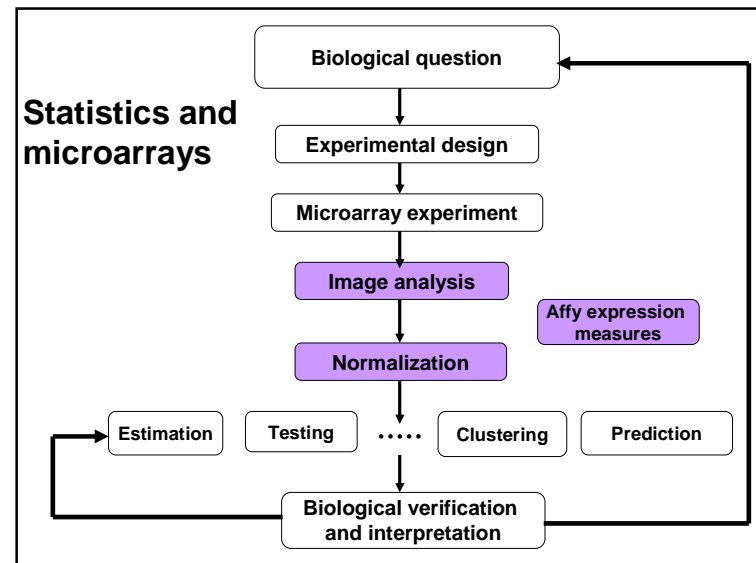 Biological question
Statistics and
microarrays
Experimental design
Microarray experiment
Image analysis
Affy expression
measures
Normalization
Estimation
Testing
.....
Clustering
Prediction
Biological verification
and interpretation